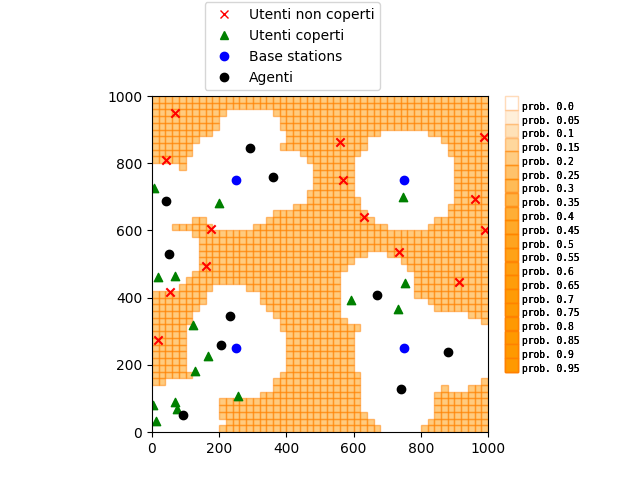 Utenti non coperti
Utenti coperti
Base stations
Agenti
1000
800
600
400
200
0
0 200 400 600 800 1000
prob. 0.0
prob. 0.05
prob. 0.1
prob. 0.15
prob. 0.2
prob. 0.25
prob. 0.3
prob. 0.35
prob. 0.4
prob. 0.45
prob. 0.5
prob. 0.55
prob. 0.6
prob. 0.65
prob. 0.7
prob. 0.75
prob. 0.8
prob. 0.85
prob. 0.9
prob. 0.95